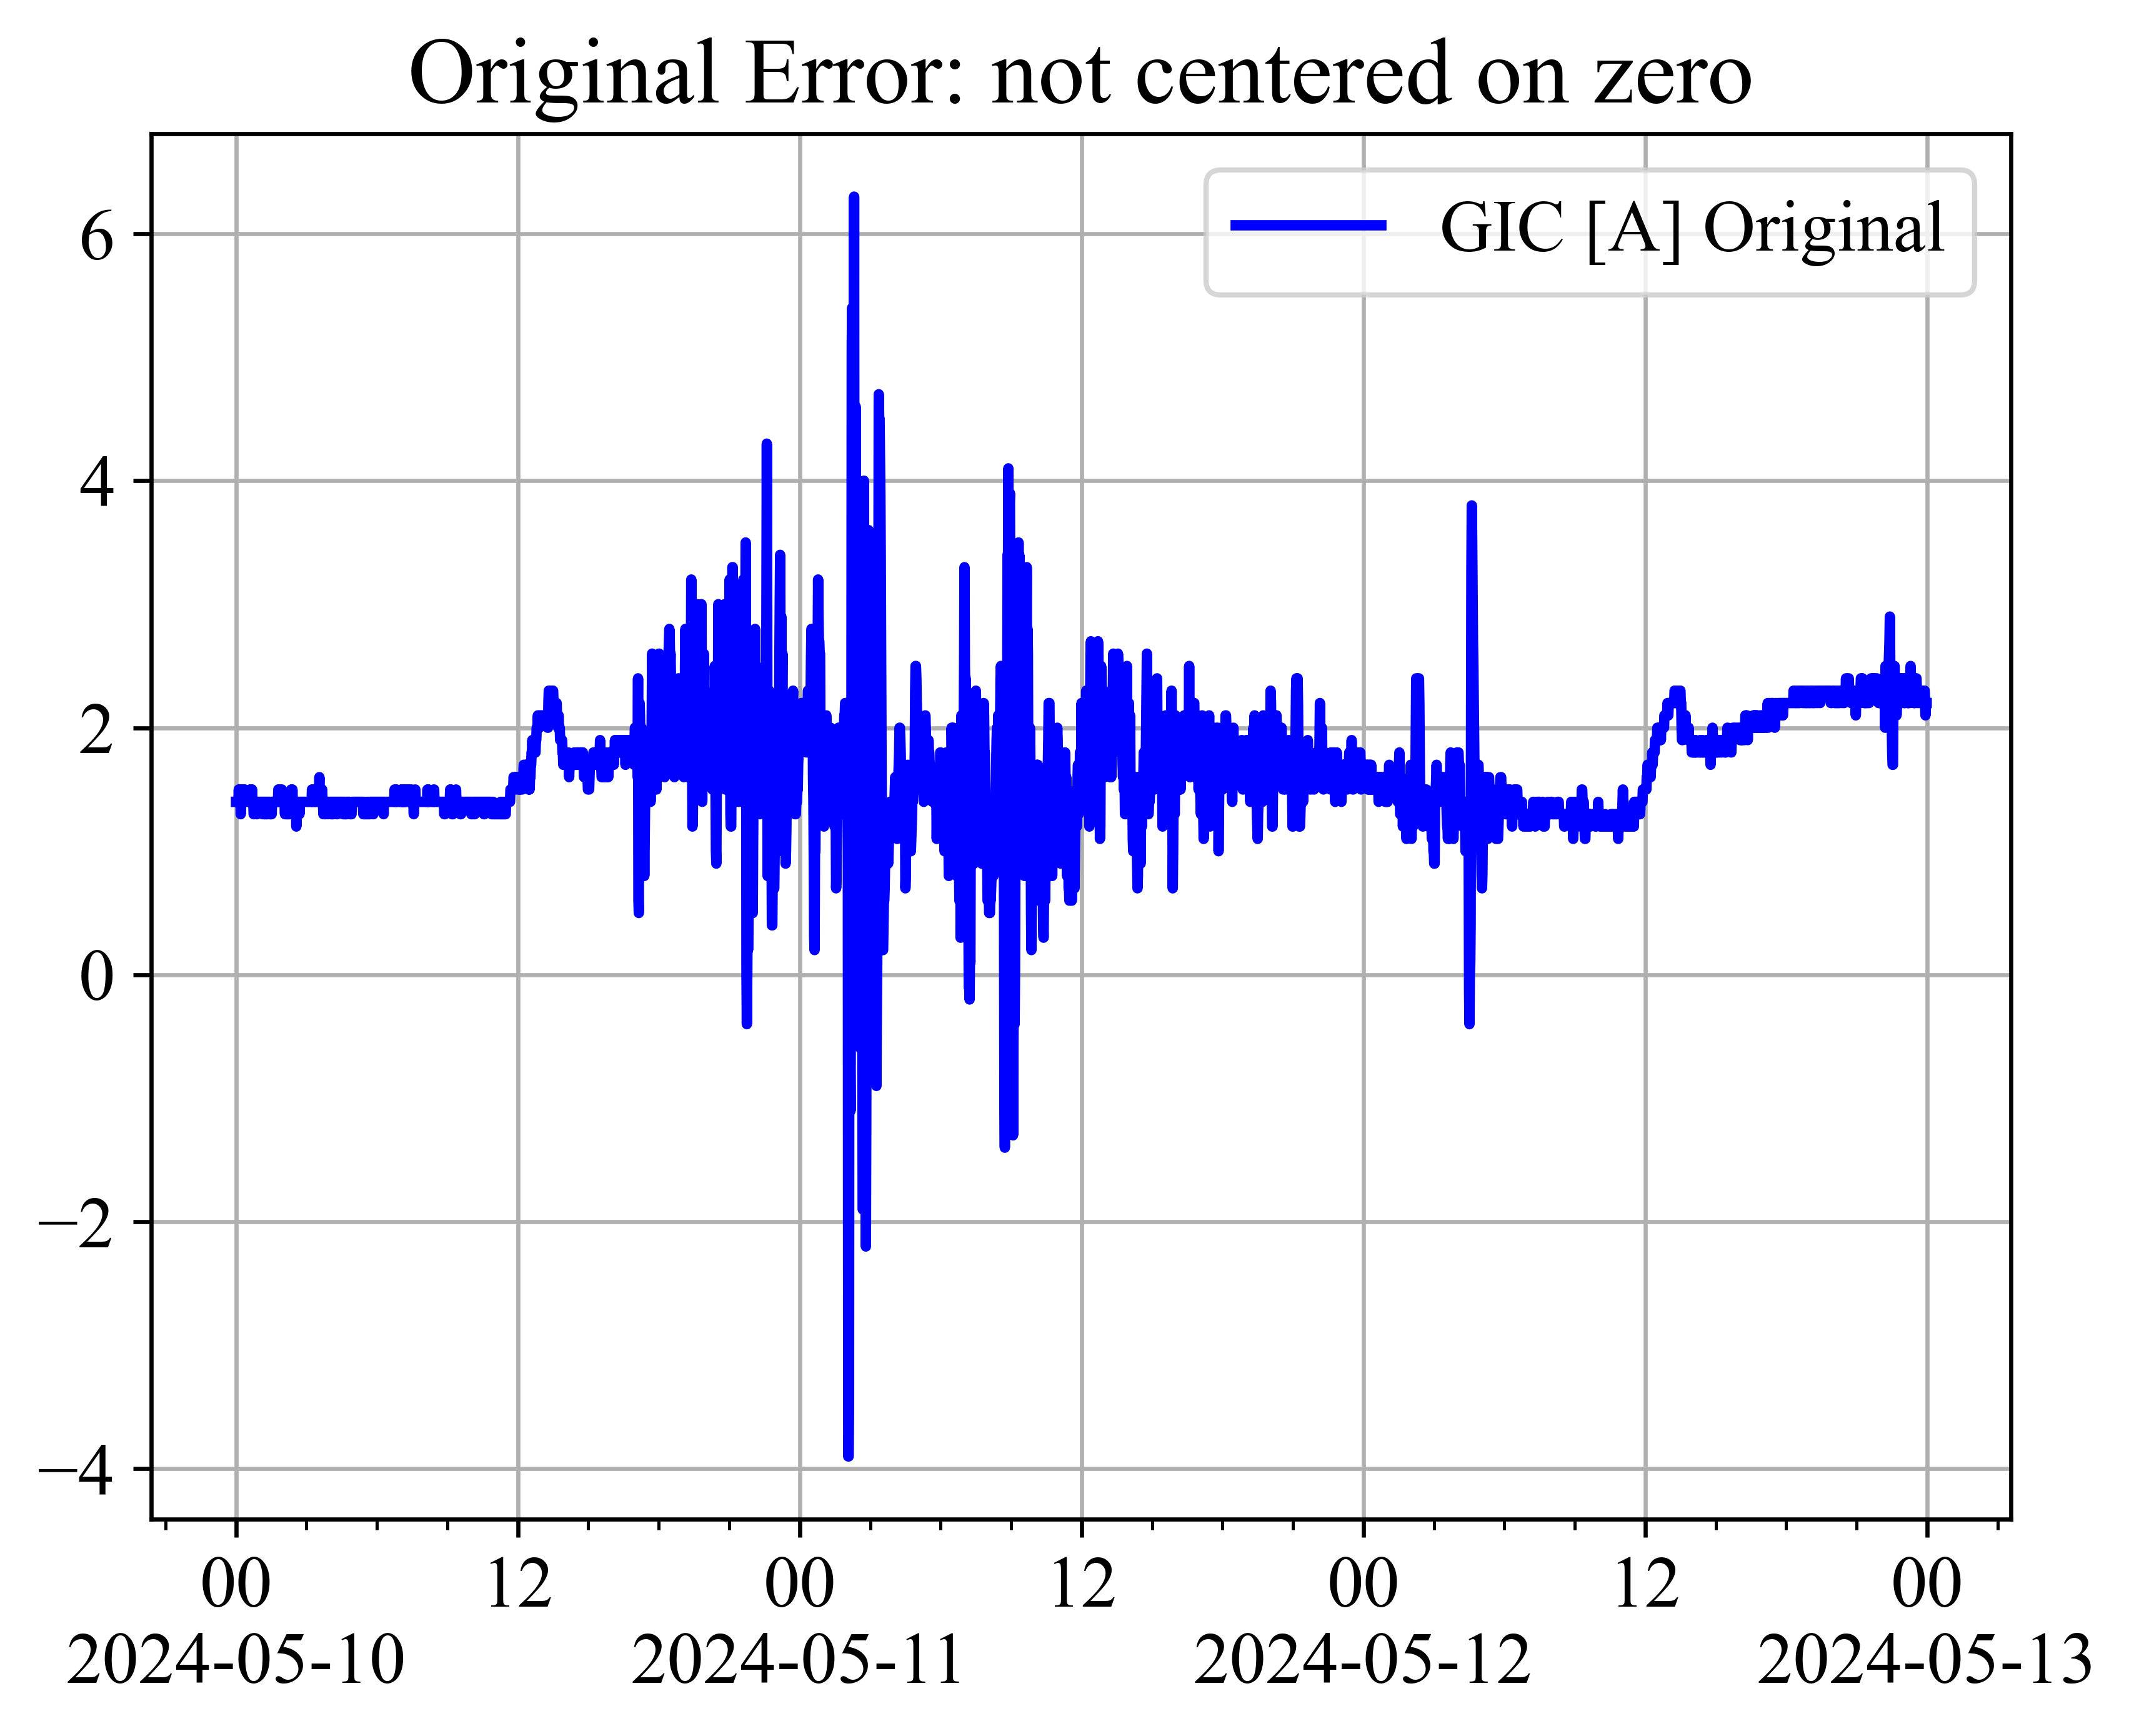 Original Error: not centered on zero
GIC [A] Original
6
4
2
0
−2
−4
00 12 00 12 00 12 00
2024-05-10 2024-05-11 2024-05-12 2024-05-13